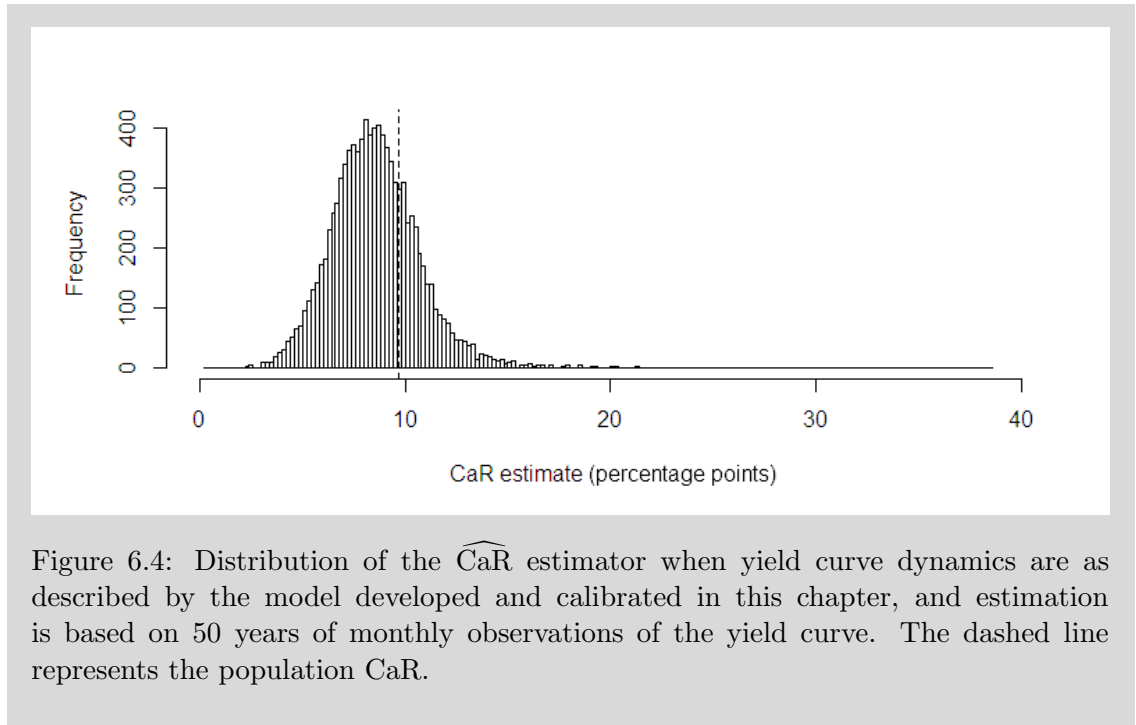 400
300
200
100
0
Frequency
0 10 20 30 40
CaR estimate (percentage points)
Figure 6.4: Distribution of the \widehat{CaR} estimator when yield curve dynamics are as
described by the model developed and calibrated in this chapter, and estimation
is based on 50 years of monthly observations of the yield curve. The dashed line
represents the population CaR.